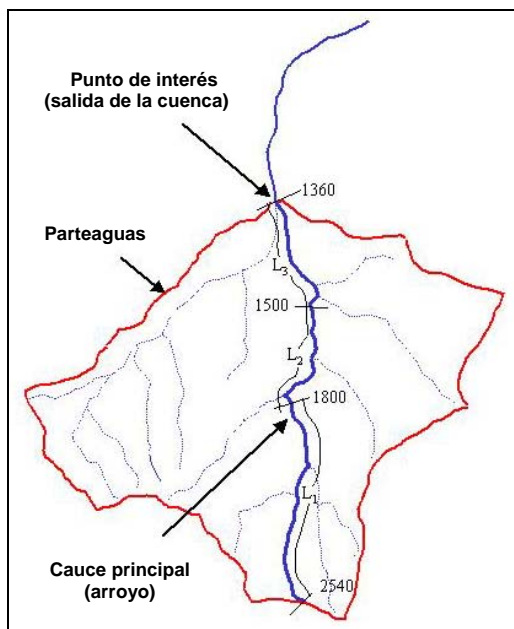 Punto de interés
(salida de la cuenca)
1360
Parteaguas
L3
1500
L2
1800
L1
Cauce principal
(arroyo)
2540